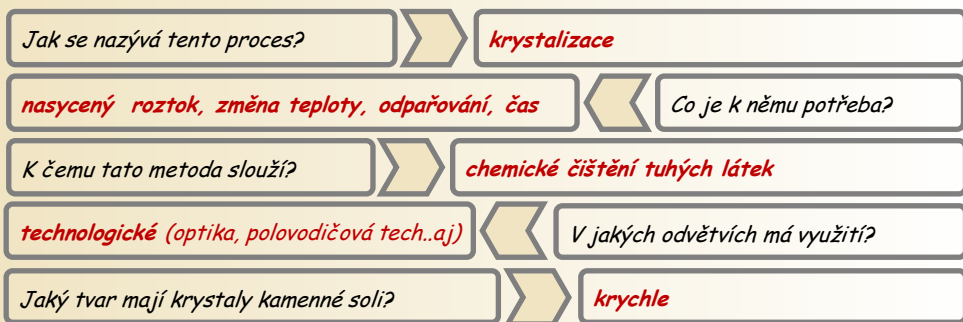 Jak se nazývá tento proces?
krystalizace
nasycený roztok, změna teploty, odpařování, čas
Co je k němu potřeba?
K čemu tato metoda slouží?
chemické čištění tuhých látek
technologické (optika, polovodičová tech..aj)
V jakých odvětvích má využití?
Jaký tvar mají krystaly kamenné soli?
krychle